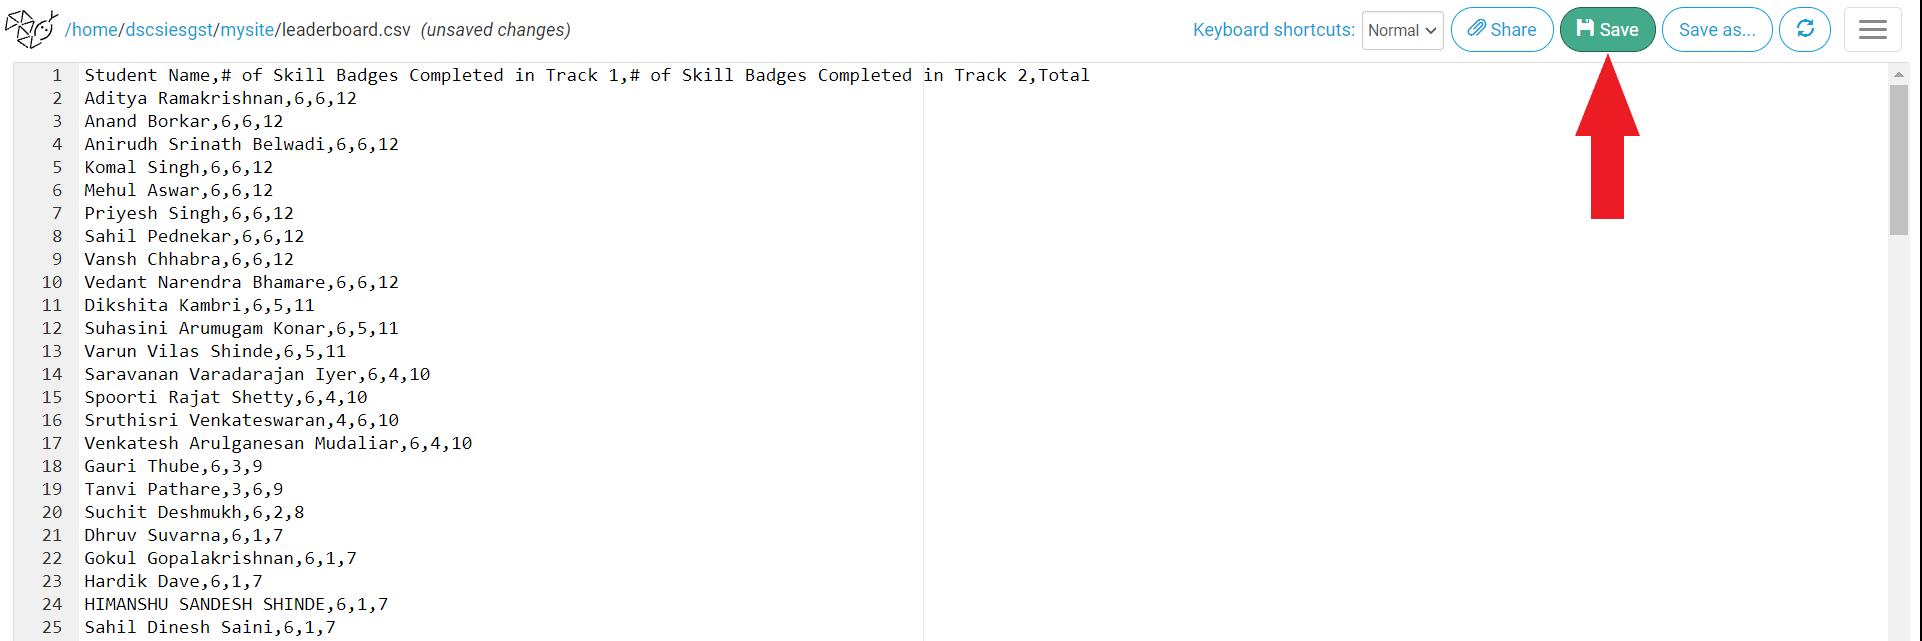 /home/dscsiesgst/mysite/leaderboard.csv (unsaved changes) Keyboard shortcuts: Normal Share Save Save as...
1 Student Name,# of Skill Badges Completed in Track 1,# of Skill Badges Completed in Track 2,Total
2 Aditya Ramakrishnan,6,6,12
3 Anand Borkar,6,6,12
4 Anirudh Srinath Belwadi,6,6,12
5 Komal Singh,6,6,12
6 Mehul Aswar,6,6,12
7 Priyesh Singh,6,6,12
8 Sahil Pednekar,6,6,12
9 Vansh Chhabra,6,6,12
10 Vedant Narendra Bhamare,6,6,12
11 Dikshita Kambri,6,5,11
12 Suhasini Arumugam Konar,6,5,11
13 Varun Vilas Shinde,6,5,11
14 Saravanan Varadarajan Iyer,6,4,10
15 Spoorti Rajat Shetty,6,4,10
16 Sruthisri Venkateswaran,4,6,10
17 Venkatesh Arulganesan Mudaliar,6,4,10
18 Gauri Thube,6,3,9
19 Tanvi Pathare,3,6,9
20 Suchit Deshmukh,6,2,8
21 Dhruv Suvarna,6,1,7
22 Gokul Gopalakrishnan,6,1,7
23 Hardik Dave,6,1,7
24 HIMANSHU SANDESH SHINDE,6,1,7
25 Sahil Dinesh Saini,6,1,7